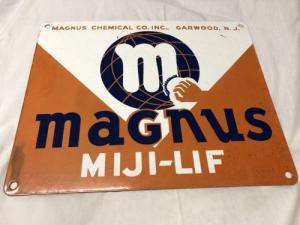 MAGNUS CHEMICAL CO. INC., GARWOOD, N. J.
m
magnus
MIJI-LIF